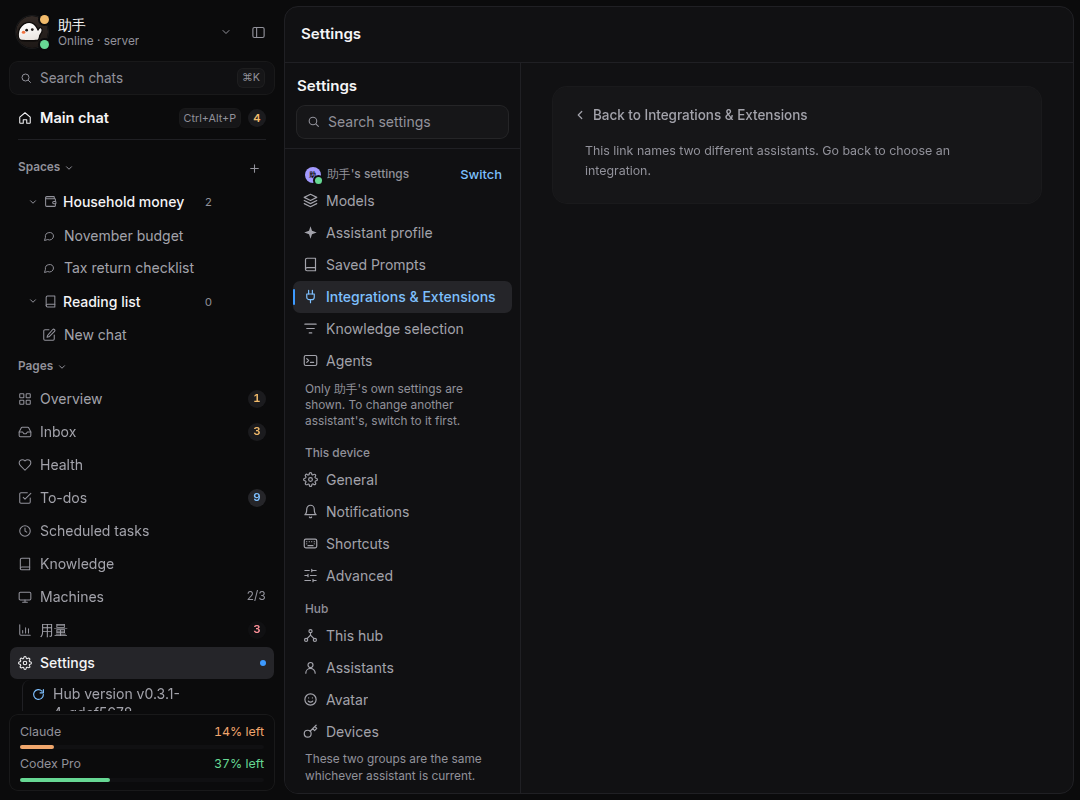 助手
Online · server
Search chats
⌘K
Main chat
Ctrl+Alt+P
4
Spaces
Household money
2
November budget
Tax return checklist
Reading list
0
New chat
Pages
Overview
1
Inbox
3
Health
To-dos
9
Scheduled tasks
Knowledge
Machines
2/3
用量
3
Settings
Hub version v0.3.1-
Claude
14% left
Codex Pro
37% left
Settings
Settings
Search settings
助手's settings
Switch
Models
Assistant profile
Saved Prompts
Integrations & Extensions
Knowledge selection
Agents
Only 助手's own settings are
shown. To change another
assistant's, switch to it first.
This device
General
Notifications
Shortcuts
Advanced
Hub
This hub
Assistants
Avatar
Devices
These two groups are the same
whichever assistant is current.
Back to Integrations & Extensions
This link names two different assistants. Go back to choose an
integration.